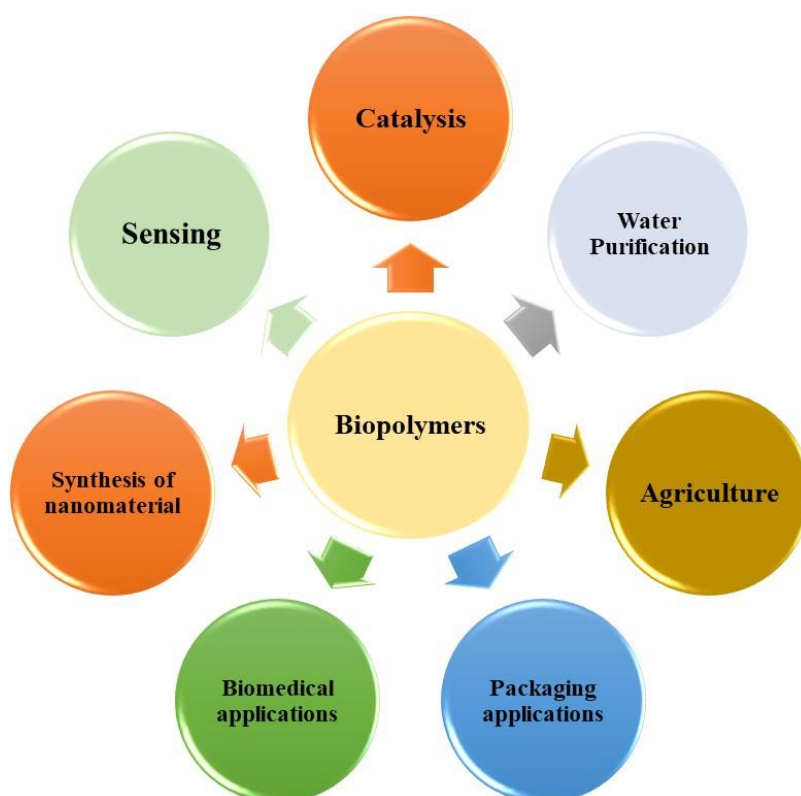 Catalysis
Water
Purification
Agriculture
Packaging
applications
Biomedical
applications
Synthesis of
nanomaterial
Sensing
Biopolymers